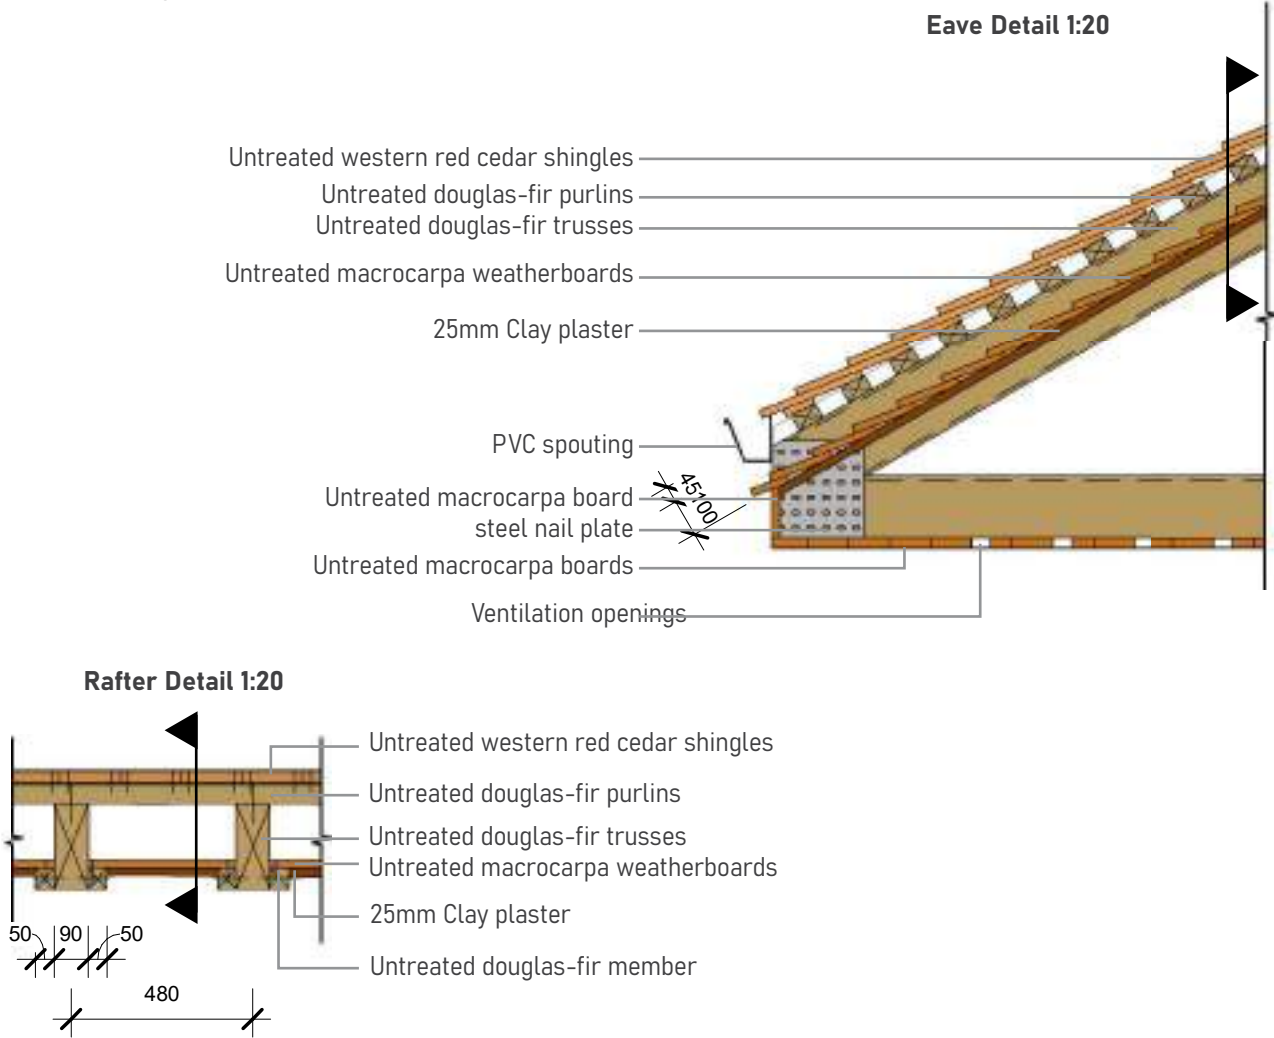 Eave Detail 1:20
Untreated western red cedar shingles
Untreated douglas-fir purlins
Untreated douglas-fir trusses
Untreated macrocarpa weatherboards
25mm Clay plaster
PVC spouting
Untreated macrocarpa board
45100
steel nail plate
Untreated macrocarpa boards
Ventilation openings
Rafter Detail 1:20
Untreated western red cedar shingles
Untreated douglas-fir purlins
Untreated douglas-fir trusses
Untreated macrocarpa weatherboards
25mm Clay plaster
50 90 50
Untreated douglas-fir member
480